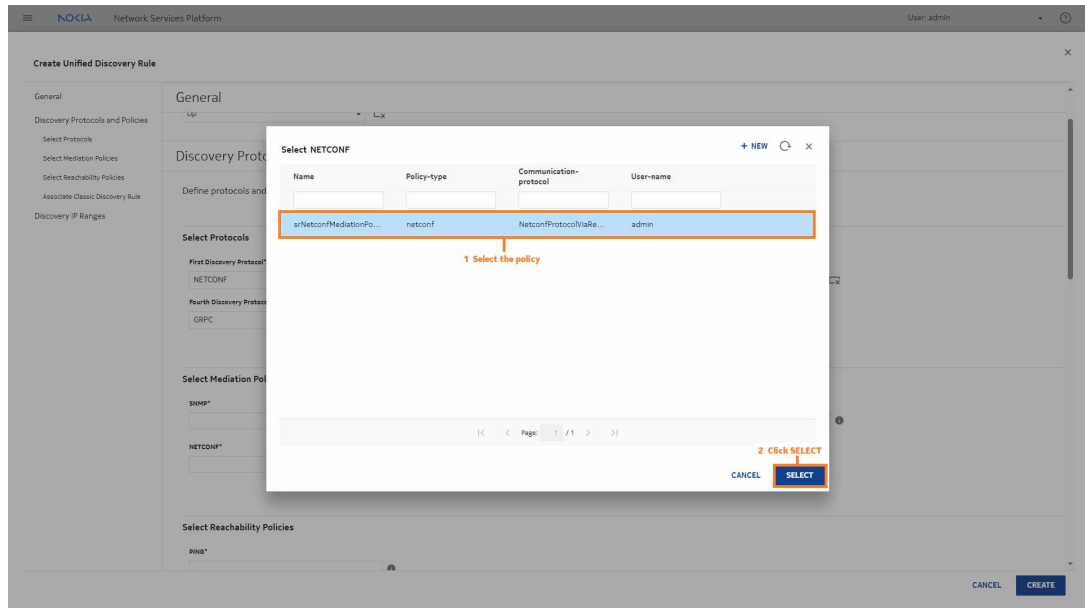 NOKIA Network Services Platform User: admin
Create Unified Discovery Rule
General
Discovery Protocols and Policies
Select Protocols
Select Mediation Policies
Select Reachability Policies
Associate Classic Discovery Rule
Discovery IP Ranges
General
Up
Discovery Proto
Define protocols and
Select Protocols
First Discovery Protocol*
NETCONF
Fourth Discovery Protoco
GRPC
Select Mediation Pol
SNMP*
NETCONF*
Select Reachability Policies
PING*
CANCEL CREATE
Select NETCONF + NEW
Name Policy-type Communication-protocol User-name
srNetconfMediationPo... netconf NetconfProtocolViaRe... admin
1 Select the policy
Page: 1 / 1
2 Click SELECT
CANCEL SELECT